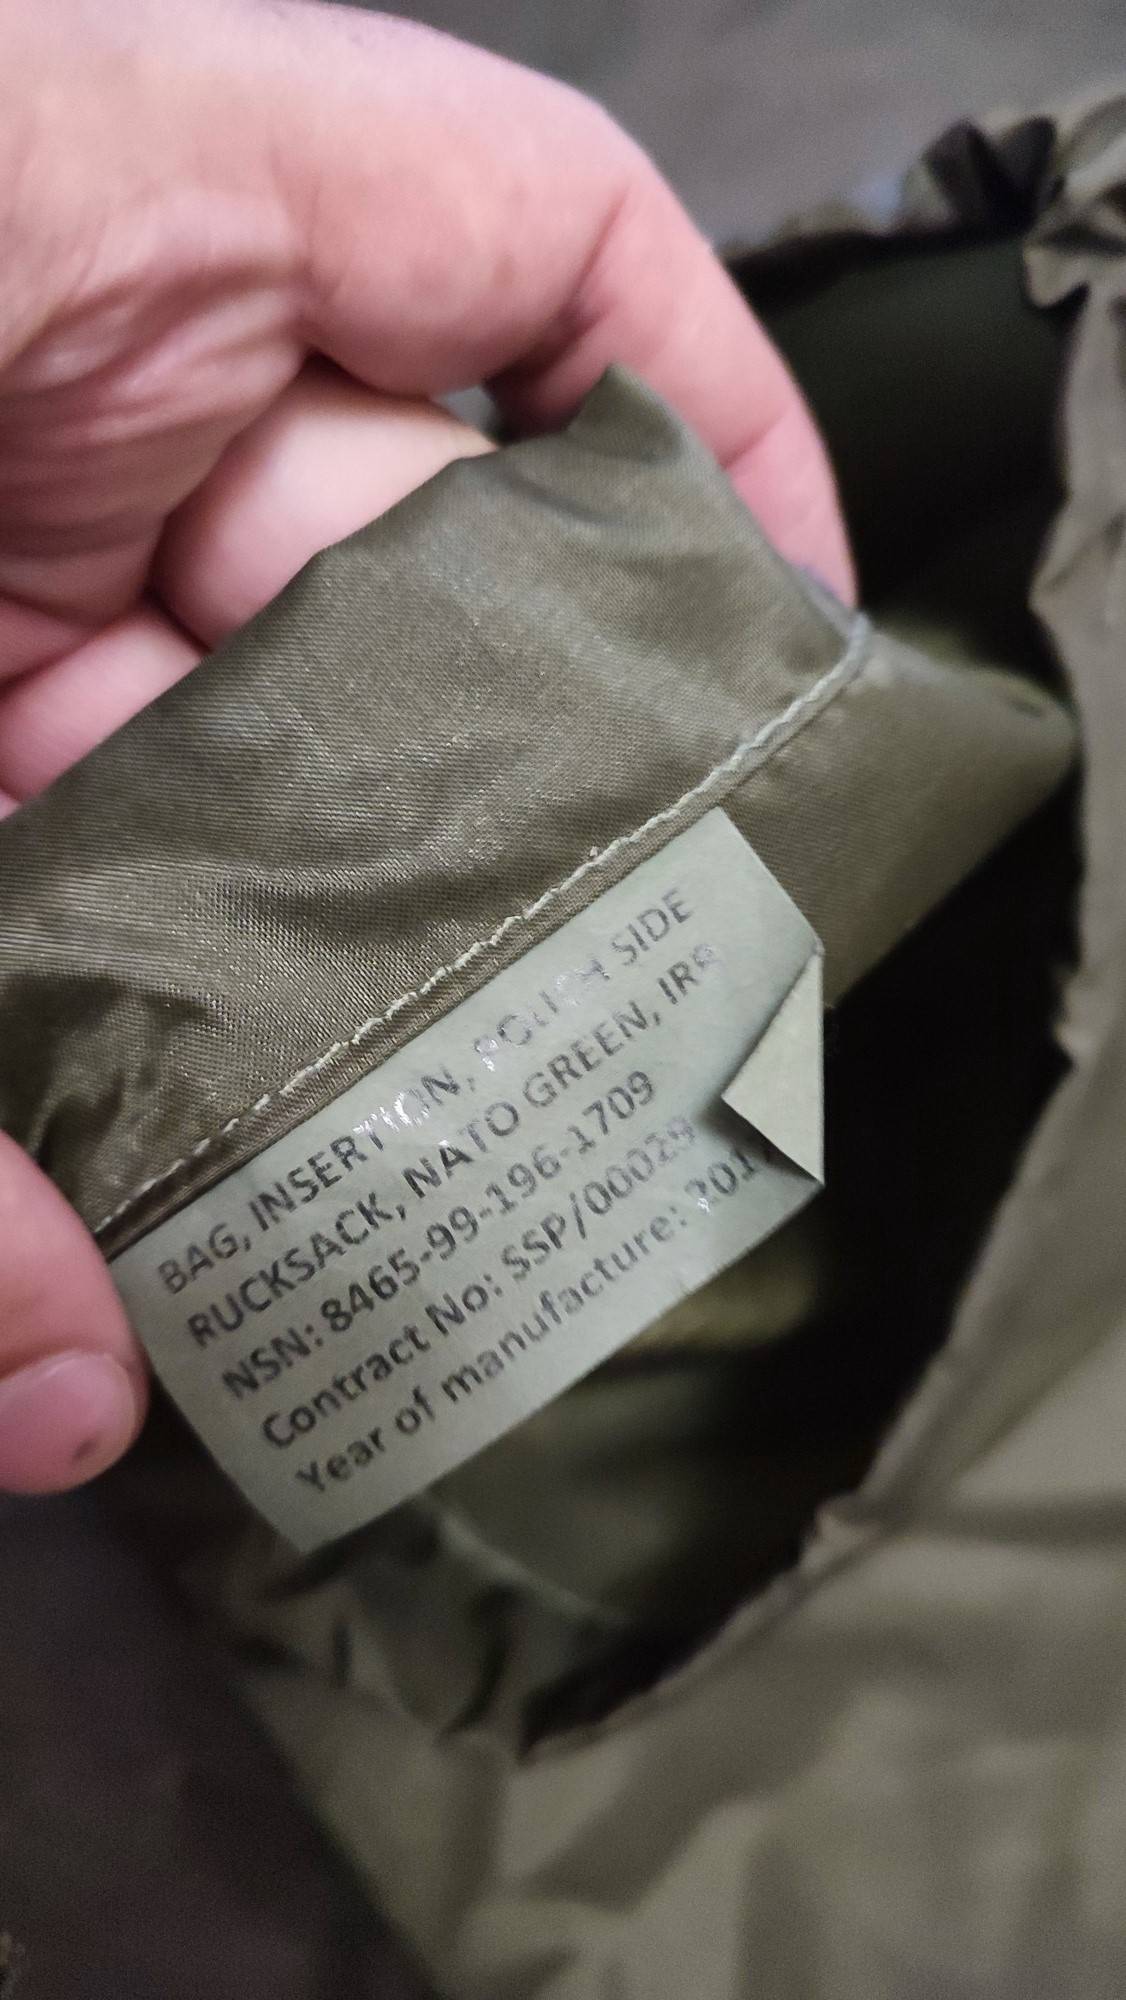 BAG, INSERTION, POUCH SIDE
RUCKSACK, NATO GREEN, IRR
NSN: 8465-99-196-1709
Contract No: SSP/00029
Year of manufacture: